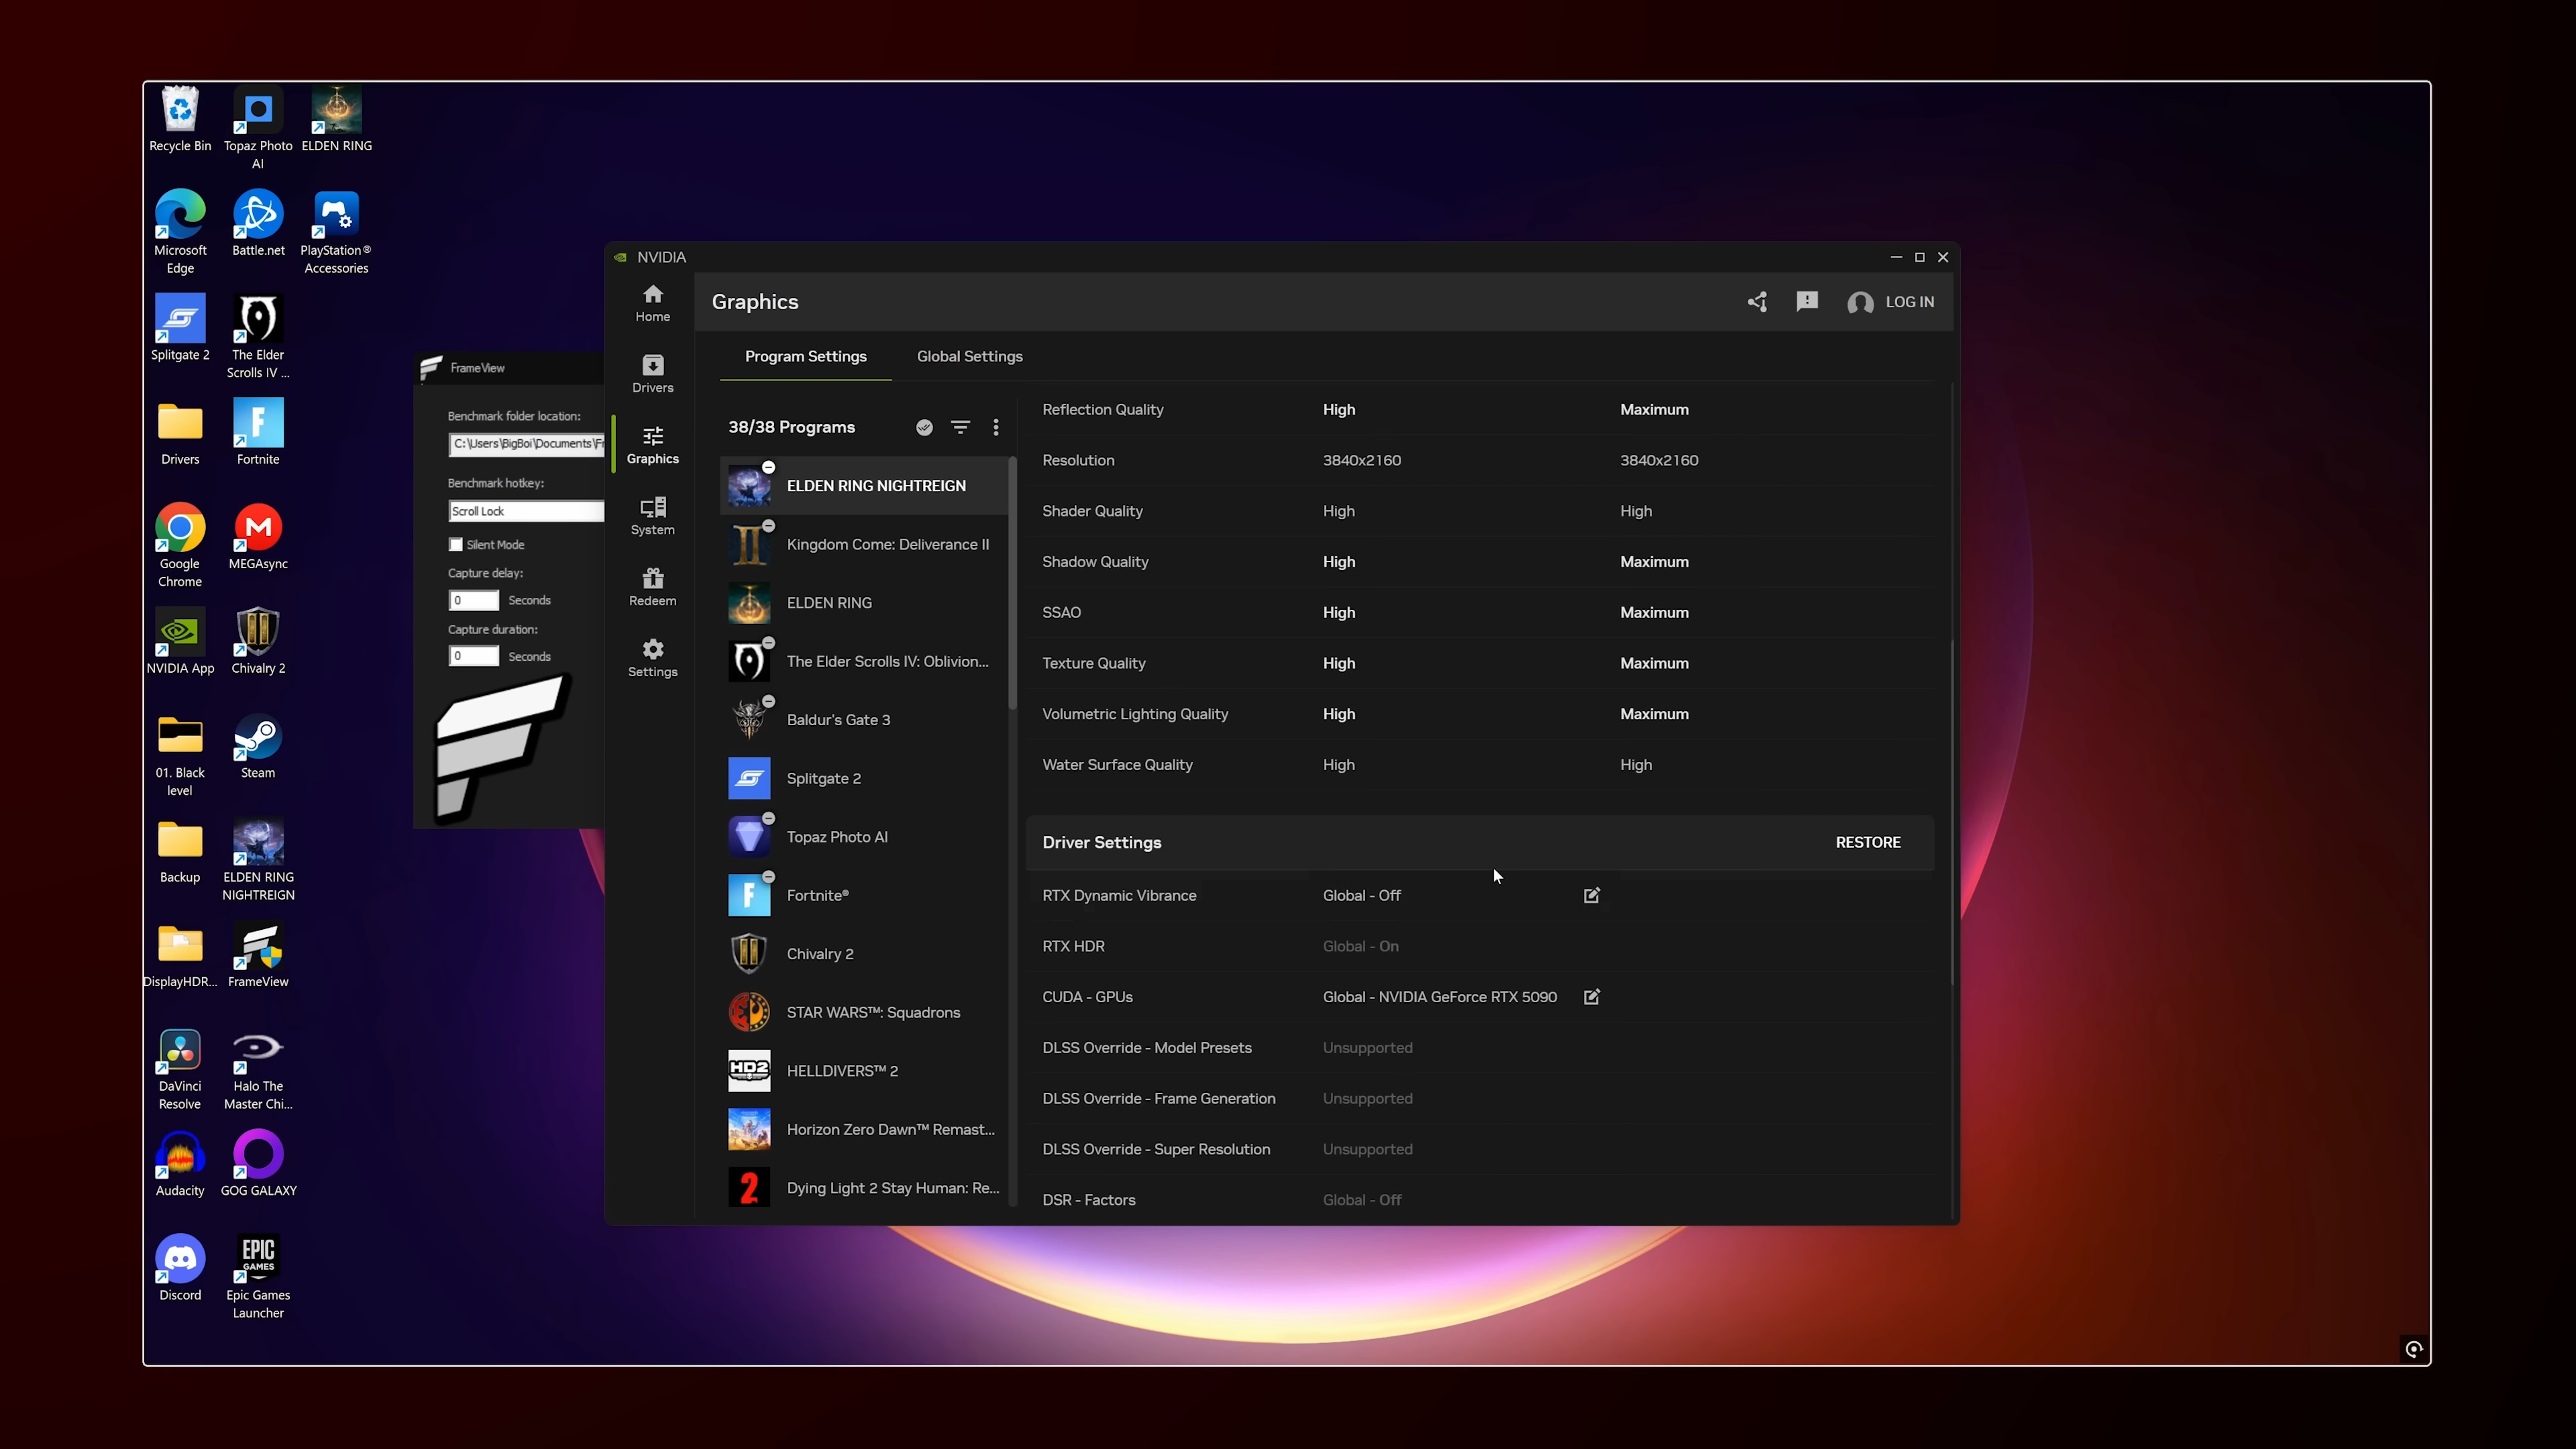 Recycle Bin
Topaz Photo
AI
ELDEN RING
Microsoft
Edge
Battle.net
PlayStation®
Accessories
Splitgate 2
The Elder
Scrolls IV ...
Drivers
Fortnite
Google
Chrome
MEGAsync
NVIDIA App
Chivalry 2
01. Black
level
Steam
Backup
ELDEN RING
NIGHTREIGN
DisplayHDR...
FrameView
DaVinci
Resolve
Halo The
Master Chi...
Audacity
GOG GALAXY
Discord
EPIC
GAMES
Epic Games
Launcher
FrameView
Benchmark folder location:
C:\Users\BigBoi\Documents\Fr
Benchmark hotkey:
Scroll Lock
Silent Mode
Capture delay:
0 Seconds
Capture duration:
0 Seconds
NVIDIA
Home
Drivers
Graphics
System
Redeem
Settings
Graphics
LOG IN
Program Settings
Global Settings
38/38 Programs
ELDEN RING NIGHTREIGN
Kingdom Come: Deliverance II
ELDEN RING
The Elder Scrolls IV: Oblivion...
Baldur's Gate 3
Splitgate 2
Topaz Photo AI
Fortnite®
Chivalry 2
STAR WARS™: Squadrons
HD2
HELLDIVERS™ 2
Horizon Zero Dawn™ Remast...
2
Dying Light 2 Stay Human: Re...
Reflection Quality High Maximum
Resolution 3840x2160 3840x2160
Shader Quality High High
Shadow Quality High Maximum
SSAO High Maximum
Texture Quality High Maximum
Volumetric Lighting Quality High Maximum
Water Surface Quality High High
Driver Settings RESTORE
RTX Dynamic Vibrance Global - Off
RTX HDR Global - On
CUDA - GPUs Global - NVIDIA GeForce RTX 5090
DLSS Override - Model Presets Unsupported
DLSS Override - Frame Generation Unsupported
DLSS Override - Super Resolution Unsupported
DSR - Factors Global - Off